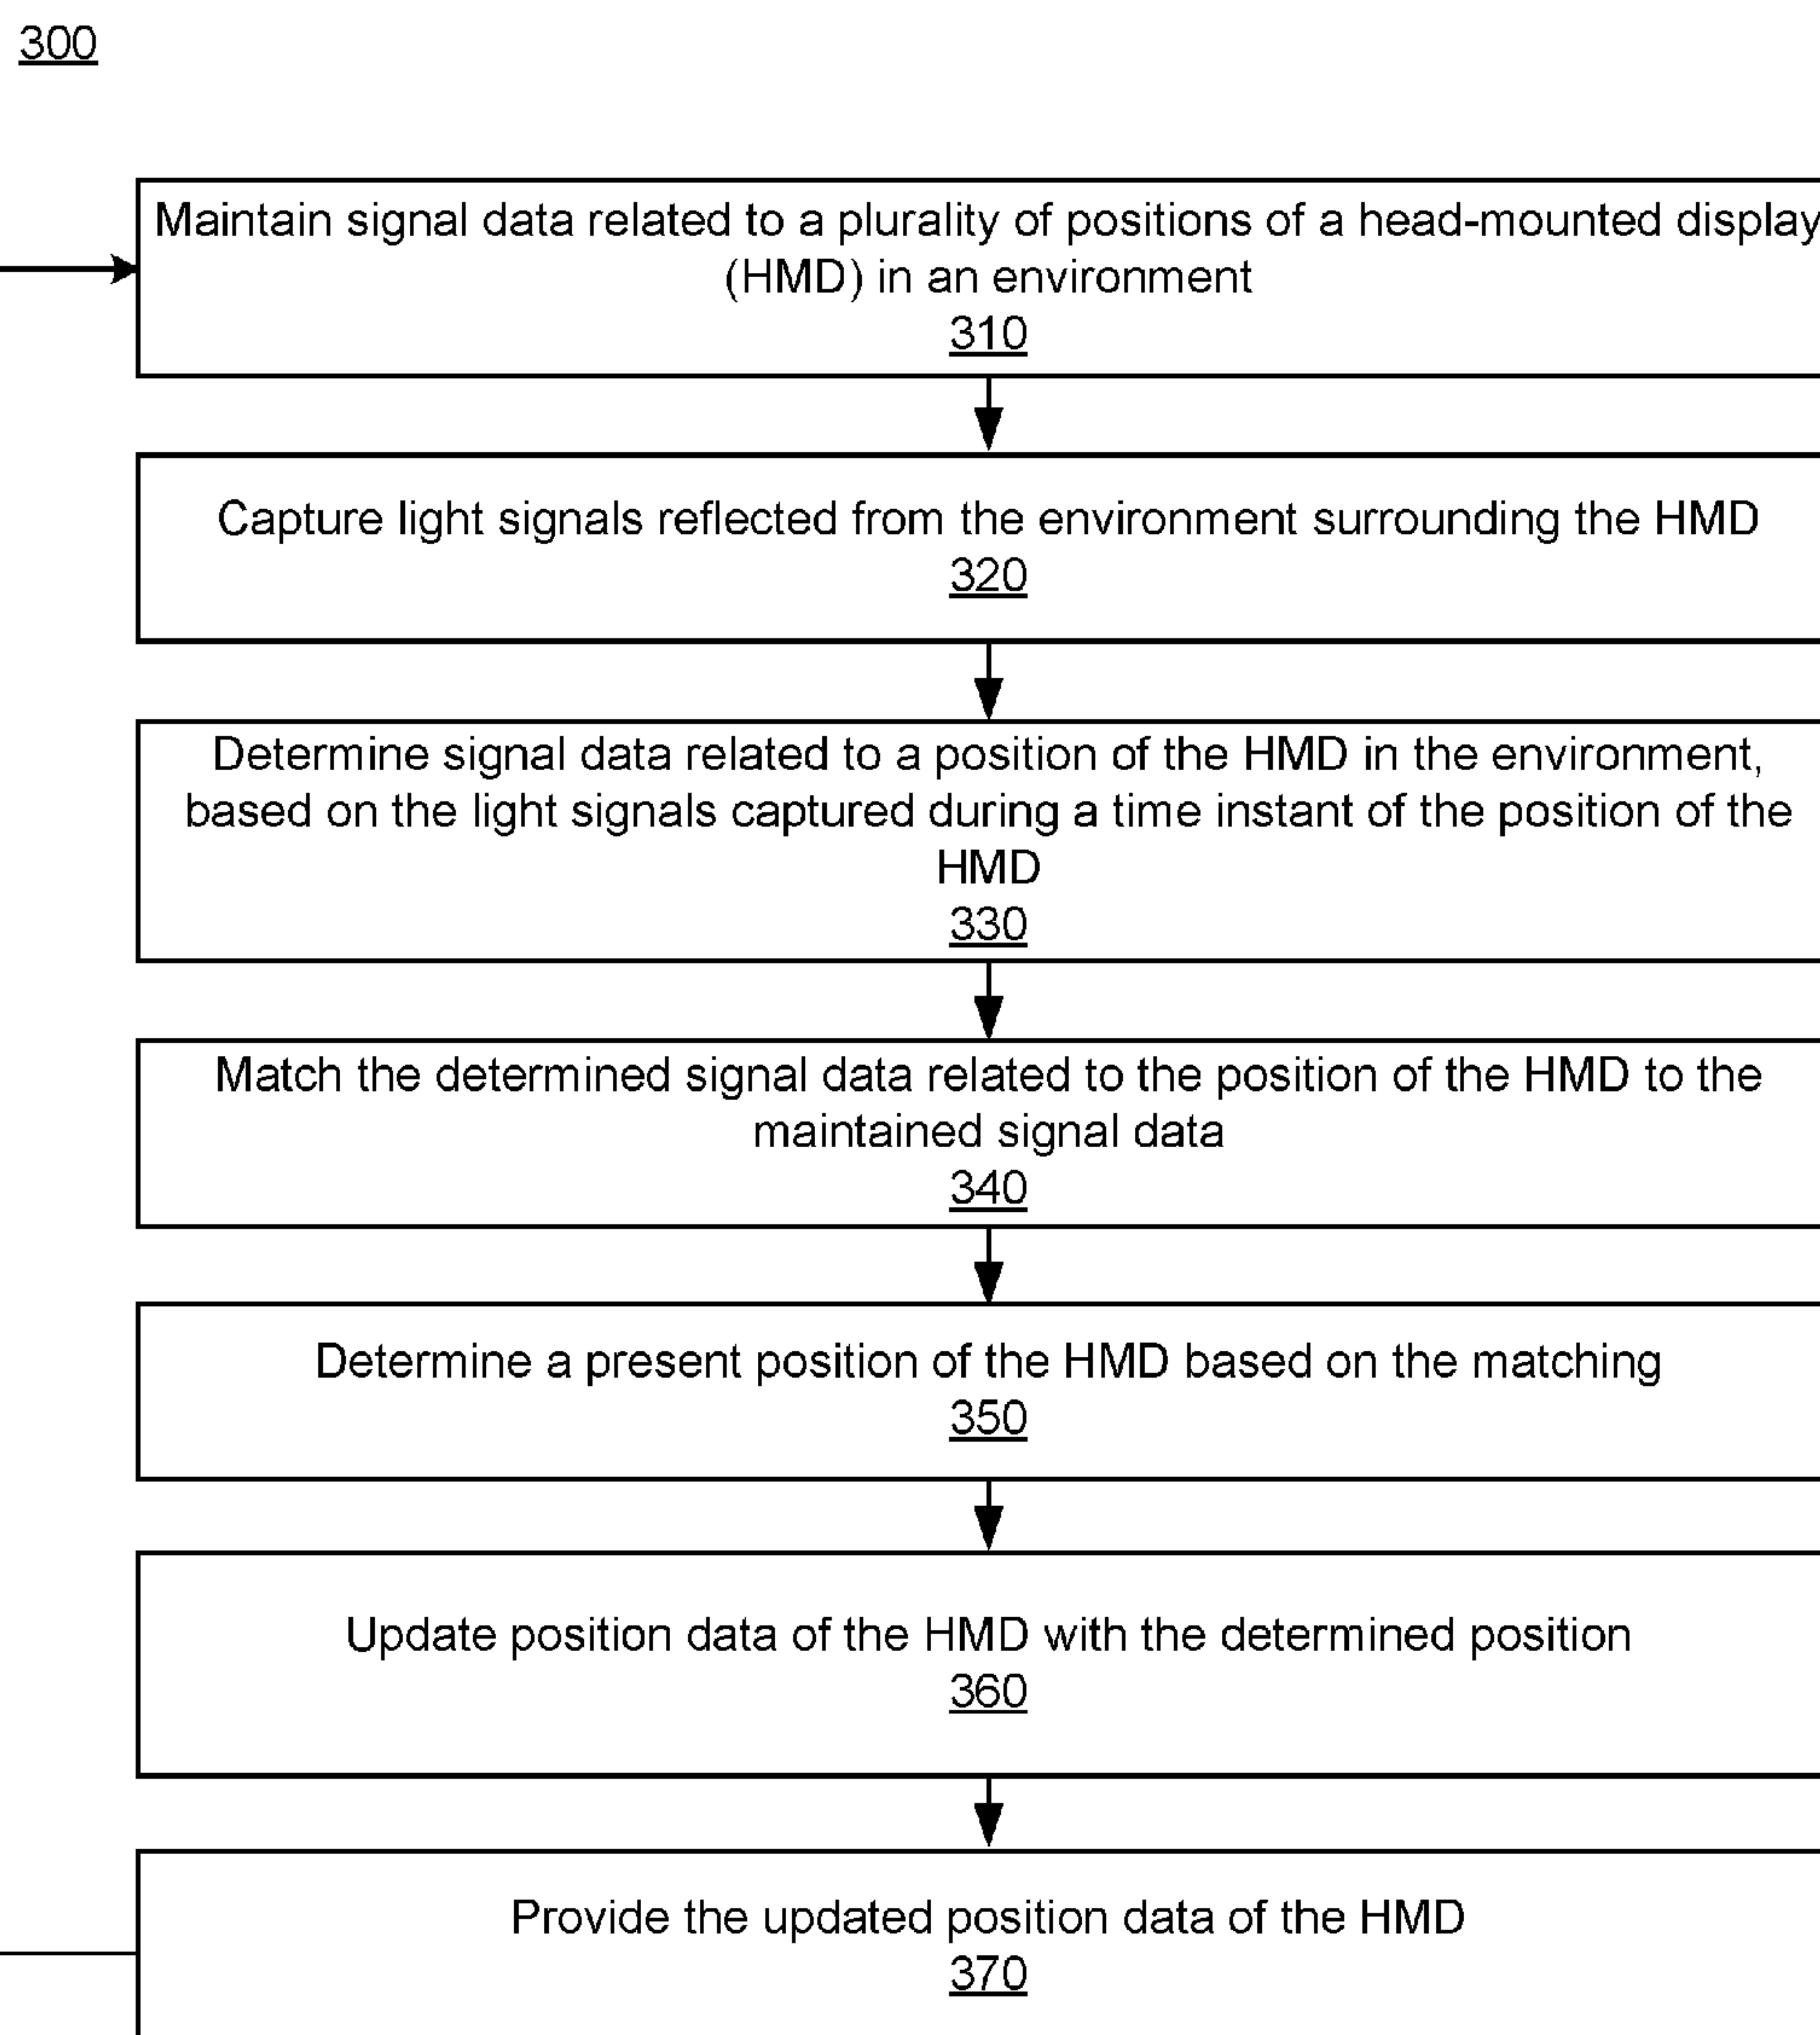 300
Maintain signal data related to a plurality of positions of a head-mounted display
(HMD) in an environment
310
Capture light signals reflected from the environment surrounding the HMD
320
Determine signal data related to a position of the HMD in the environment,
based on the light signals captured during a time instant of the position of the
HMD
330
Match the determined signal data related to the position of the HMD to the
maintained signal data
340
Determine a present position of the HMD based on the matching
350
Update position data of the HMD with the determined position
360
Provide the updated position data of the HMD
370